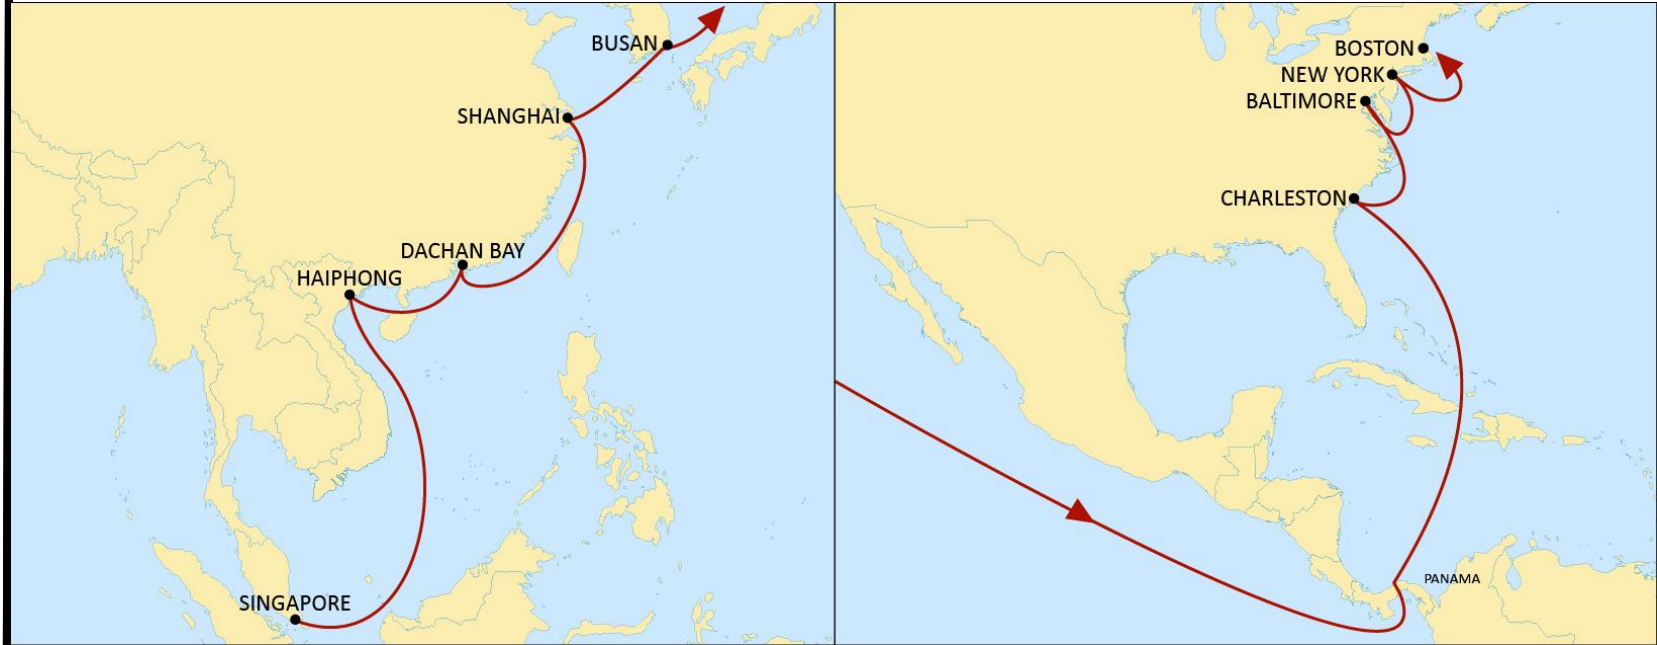 BUSAN
SHANGHAI
DACHAN BAY
HAIPHONG
SINGAPORE
BOSTON
NEW YORK
BALTIMORE
CHARLESTON
PANAMA